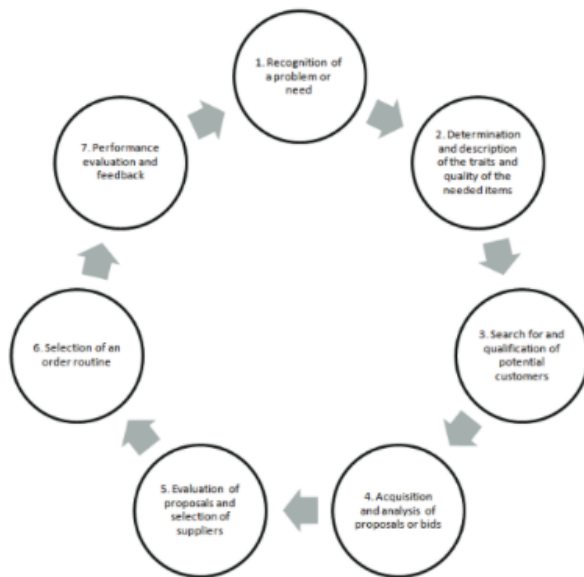 1. Recognition of
a problem or
need
2. Determination
and description
of the traits and
quality of the
needed items
3. Search for and
qualification of
potential
customers
4. Acquisition
and analysis of
proposals or bids
5. Evaluation of
proposals and
selection of
suppliers
6. Selection of an
order routine
7. Performance
evaluation and
feedback